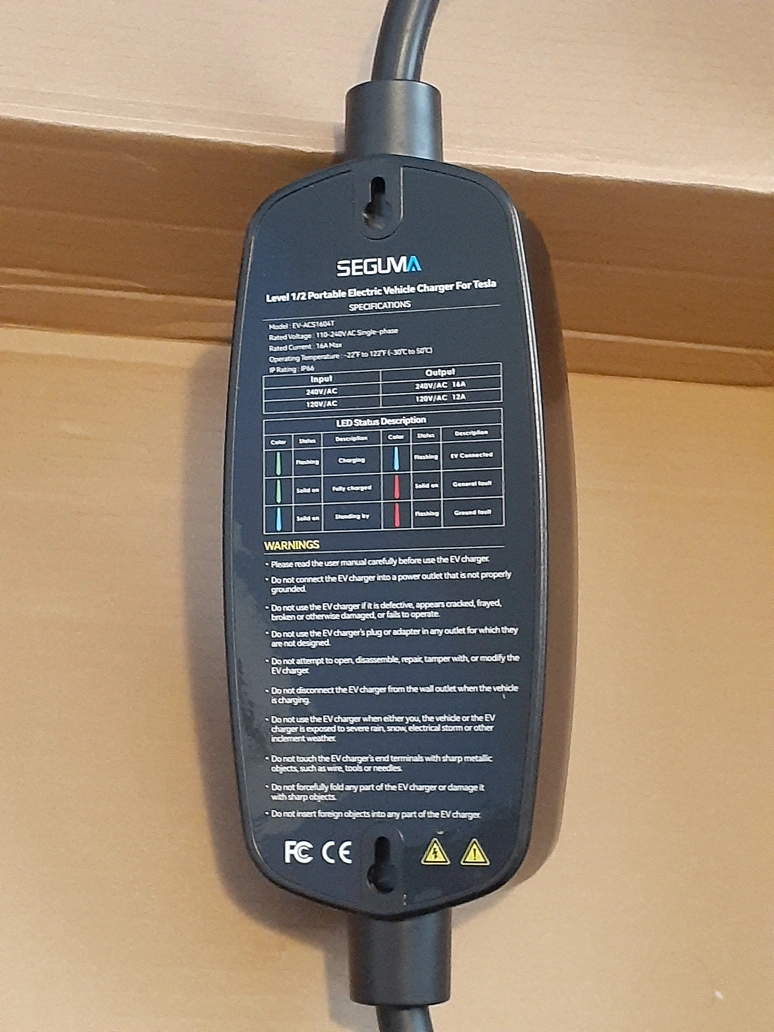 SEGUMA
Level 1/2 Portable Electric Vehicle Charger For Tesla
SPECIFICATIONS
Model : EV-ACS1604T
Rated Voltage : 110-240V AC Single-phase
Rated Current : 16A Max
Operating Temperature : -22°F to 122°F (-30°C to 50°C)
IP Rating : IP66
Input Output
240V/AC 240V/AC 16A
120V/AC 120V/AC 12A
LED Status Description
Color Status Description Color Status Description
Flashing Charging Flashing EV Connected
Solid on Fully charged Solid on General fault
Solid on Standing by Flashing Ground fault
WARNINGS
• Please read the user manual carefully before use the EV charger.
• Do not connect the EV charger into a power outlet that is not properly
grounded.
• Do not use the EV charger if it is defective, appears cracked, frayed,
broken or otherwise damaged, or fails to operate.
• Do not use the EV charger's plug or adapter in any outlet for which they
are not designed.
• Do not attempt to open, disassemble, repair, tamper with, or modify the
EV charger.
• Do not disconnect the EV charger from the wall outlet when the vehicle
is charging.
• Do not use the EV charger when either you, the vehicle or the EV
charger is exposed to severe rain, snow, electrical storm or other
inclement weather.
• Do not touch the EV charger's end terminals with sharp metallic
objects, such as wire, tools or needles.
• Do not forcefully fold any part of the EV charger or damage it
with sharp objects.
• Do not insert foreign objects into any part of the EV charger.
FC CE